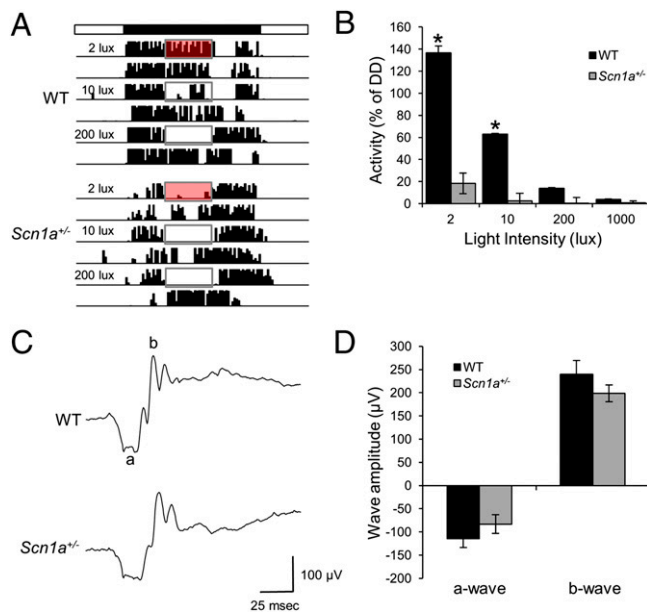 A
2 lux
WT
10 lux
200 lux
2 lux
Scn1a+/-
10 lux
200 lux
B
Activity (% of DD)
160
140
120
100
80
60
40
20
0
*
*
WT
Scn1a+/-
2
10
200
1000
Light Intensity (lux)
C
b
WT
a
Scn1a+/-
100 µV
25 msec
D
Wave amplitude (µV)
300
250
200
150
100
50
0
-50
-100
-150
-200
WT
Scn1a+/-
a-wave
b-wave